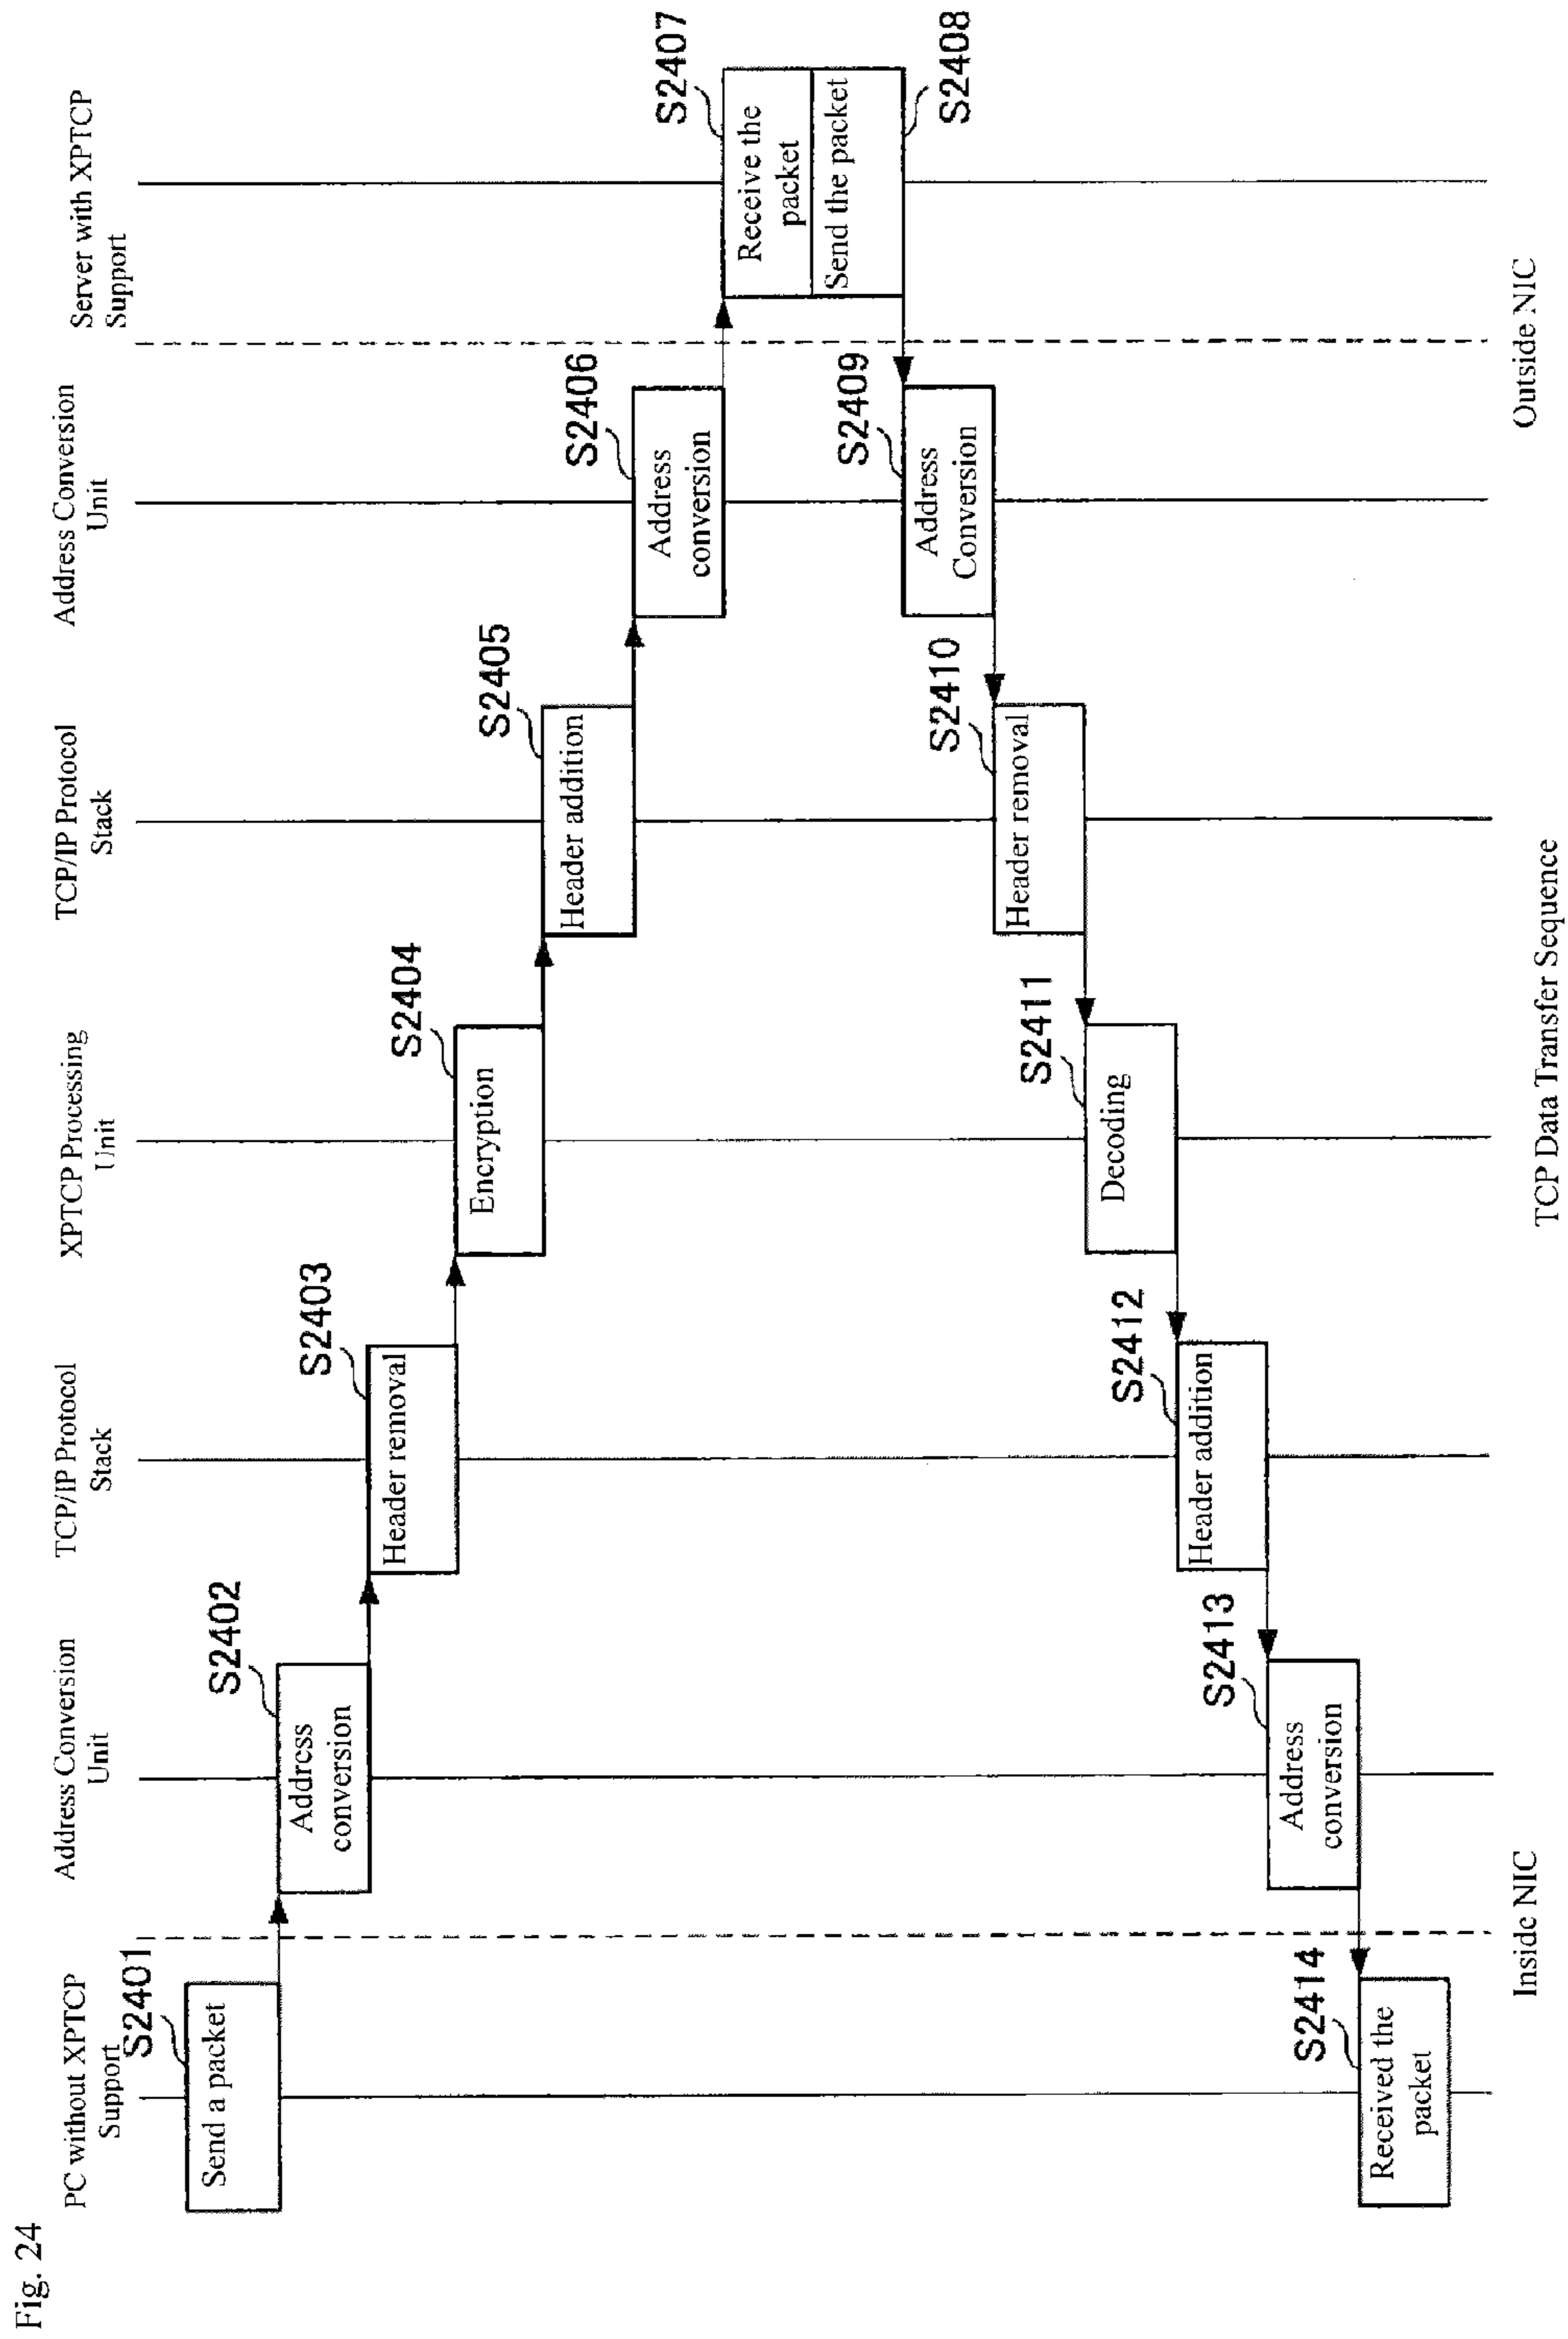 Fig. 24
PC without XPTCP
Support
Address Conversion
Unit
TCP/IP Protocol
Stack
XPTCP Processing
Unit
TCP/IP Protocol
Stack
Address Conversion
Unit
Server with XPTCP
Support
S2401
Send a packet
S2402
Address
conversion
S2403
Header removal
S2404
Encryption
S2405
Header addition
S2406
Address
conversion
S2407
Receive the
packet
Send the packet
S2408
S2409
Address
Conversion
S2410
Header removal
S2411
Decoding
S2412
Header addition
S2413
Address
conversion
S2414
Received the
packet
Inside NIC
Outside NIC
TCP Data Transfer Sequence